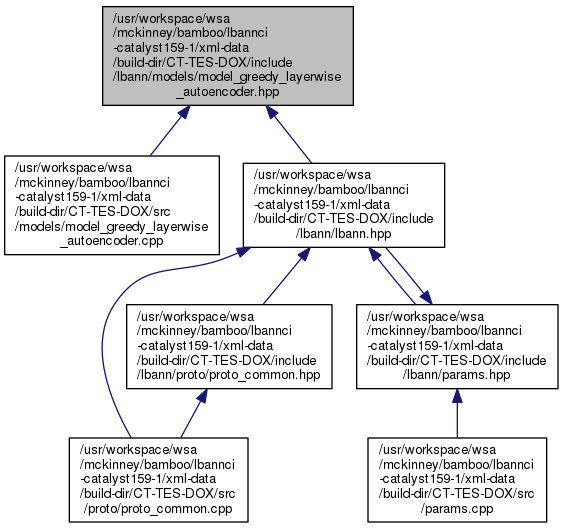 /usr/workspace/wsa
/mckinney/bamboo/lbannci
-catalyst159-1/xml-data
/build-dir/CT-TES-DOX/include
/lbann/models/model_greedy_layerwise
_autoencoder.hpp
/usr/workspace/wsa
/mckinney/bamboo/lbannci
-catalyst159-1/xml-data
/build-dir/CT-TES-DOX/src
/models/model_greedy_layerwise
_autoencoder.cpp
/usr/workspace/wsa
/mckinney/bamboo/lbannci
-catalyst159-1/xml-data
/build-dir/CT-TES-DOX/include
/lbann/lbann.hpp
/usr/workspace/wsa
/mckinney/bamboo/lbannci
-catalyst159-1/xml-data
/build-dir/CT-TES-DOX/include
/lbann/proto/proto_common.hpp
/usr/workspace/wsa
/mckinney/bamboo/lbannci
-catalyst159-1/xml-data
/build-dir/CT-TES-DOX/include
/lbann/params.hpp
/usr/workspace/wsa
/mckinney/bamboo/lbannci
-catalyst159-1/xml-data
/build-dir/CT-TES-DOX/src
/proto/proto_common.cpp
/usr/workspace/wsa
/mckinney/bamboo/lbannci
-catalyst159-1/xml-data
/build-dir/CT-TES-DOX/src
/params.cpp